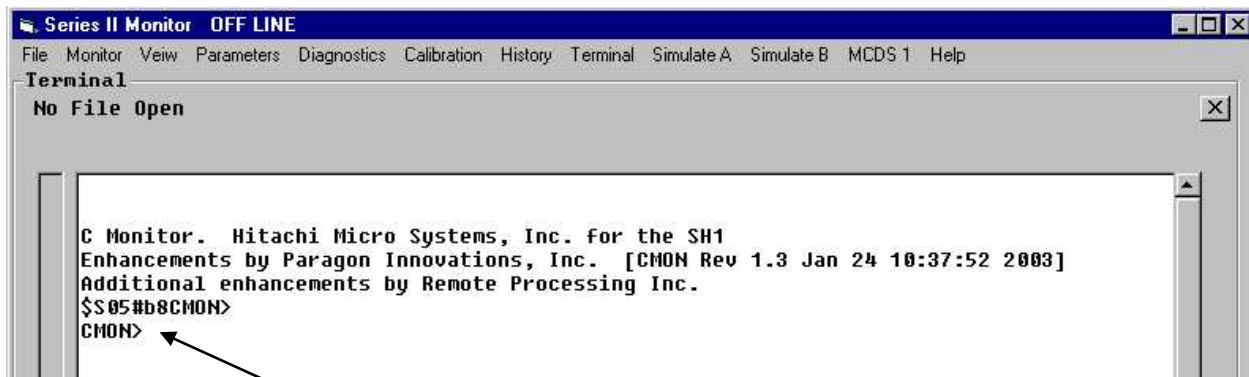 Series II Monitor OFF LINE
File Monitor Veiw Parameters Diagnostics Calibration History Terminal Simulate A Simulate B MCDS 1 Help
Terminal
No File Open
C Monitor. Hitachi Micro Systems, Inc. for the SH1
Enhancements by Paragon Innovations, Inc. [CMON Rev 1.3 Jan 24 10:37:52 2003]
Additional enhancements by Remote Processing Inc.
$S05#b8CMON>
CMON>